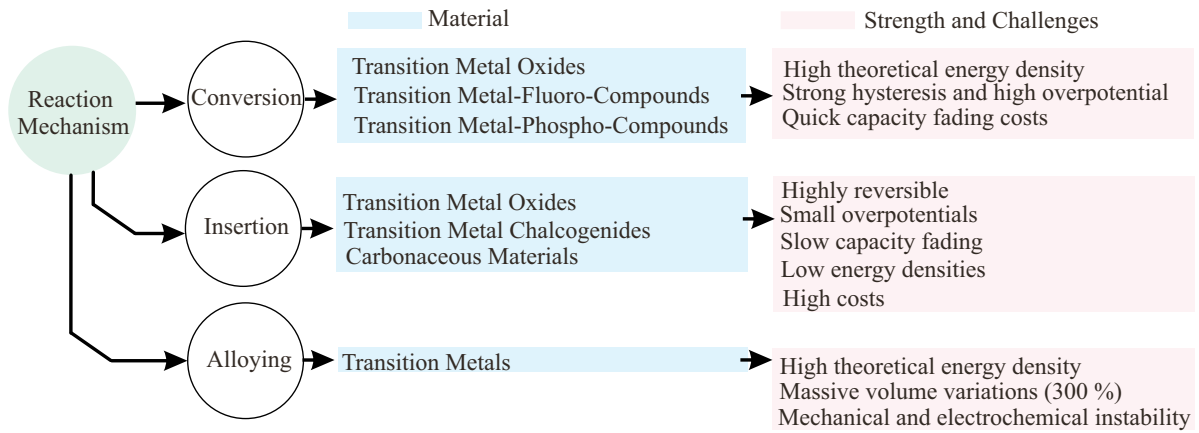 Material
Strength and Challenges
Reaction
Mechanism
Conversion
Transition Metal Oxides
Transition Metal-Fluoro-Compounds
Transition Metal-Phospho-Compounds
High theoretical energy density
Strong hysteresis and high overpotential
Quick capacity fading costs
Insertion
Transition Metal Oxides
Transition Metal Chalcogenides
Carbonaceous Materials
Highly reversible
Small overpotentials
Slow capacity fading
Low energy densities
High costs
Alloying
Transition Metals
High theoretical energy density
Massive volume variations (300 %)
Mechanical and electrochemical instability